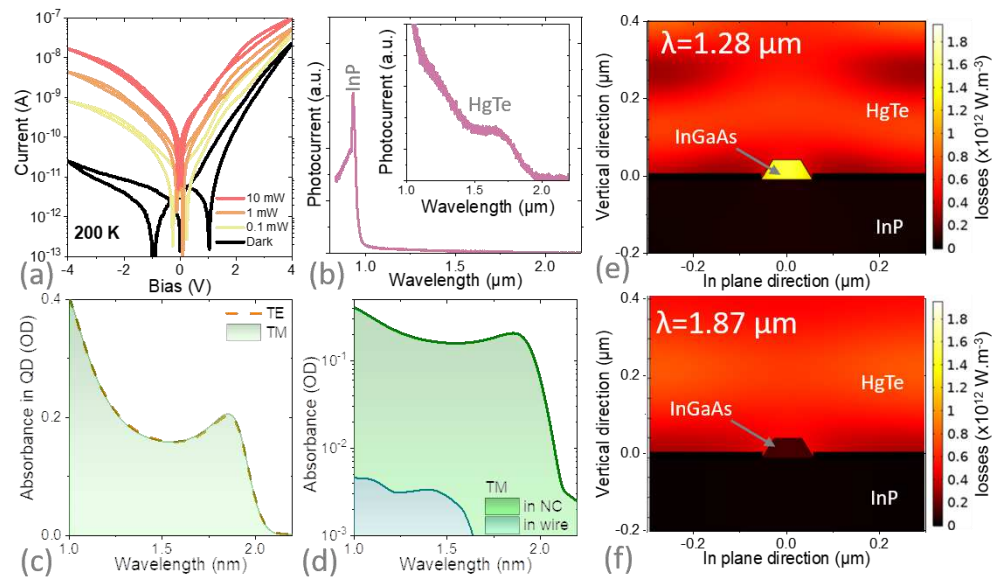 10⁻⁷
10⁻⁸
10⁻⁹
10⁻¹⁰
10⁻¹¹
10⁻¹²
10⁻¹³
Current (A)
10 mW
1 mW
0.1 mW
Dark
200 K
(a)
-4 -2 0 2 4
Bias (V)
(b)
Photocurrent (a.u.)
InP
Photocurrent (a.u.)
HgTe
1.0 1.5 2.0
Wavelength (μm)
1.0 1.5 2.0
Wavelength (μm)
0.4
0.2
0.0
-0.2
Vertical direction (μm)
λ=1.28 μm
HgTe
InGaAs
InP
-0.2 0.0 0.2
In plane direction (μm)
(e)
1.8
1.6
1.4
1.2
1
0.8
0.6
0.4
0.2
0
losses (x10¹² W.m⁻³)
0.4
0.2
0.0
Absorbance in QD (OD)
TE
TM
1.0 1.5 2.0
Wavelength (nm)
(c)
10⁻¹
10⁻²
10⁻³
Absorbance (OD)
TM
in NC
in wire
1.0 1.5 2.0
Wavelength (nm)
(d)
0.4
0.2
0.0
-0.2
Vertical direction (μm)
λ=1.87 μm
HgTe
InGaAs
InP
-0.2 0.0 0.2
In plane direction (μm)
(f)
1.8
1.6
1.4
1.2
1
0.8
0.6
0.4
0.2
0
losses (x10¹² W.m⁻³)